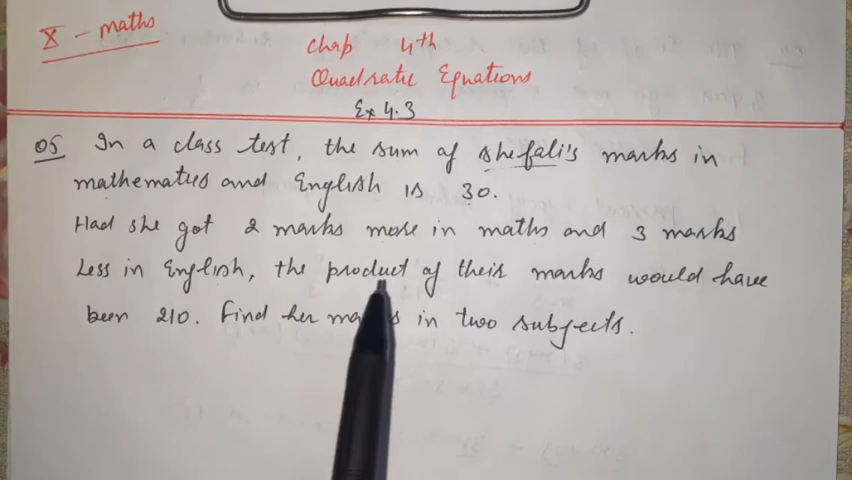 X - maths
Chap 4th
Quadratic Equations
Ex 4.3
Q5 In a class test, the sum of shefali's marks in
mathematics and English is 30.
Had she got 2 marks more in maths and 3 marks
Less in English, the product of their marks would have
been 210. Find her marks in two subjects.